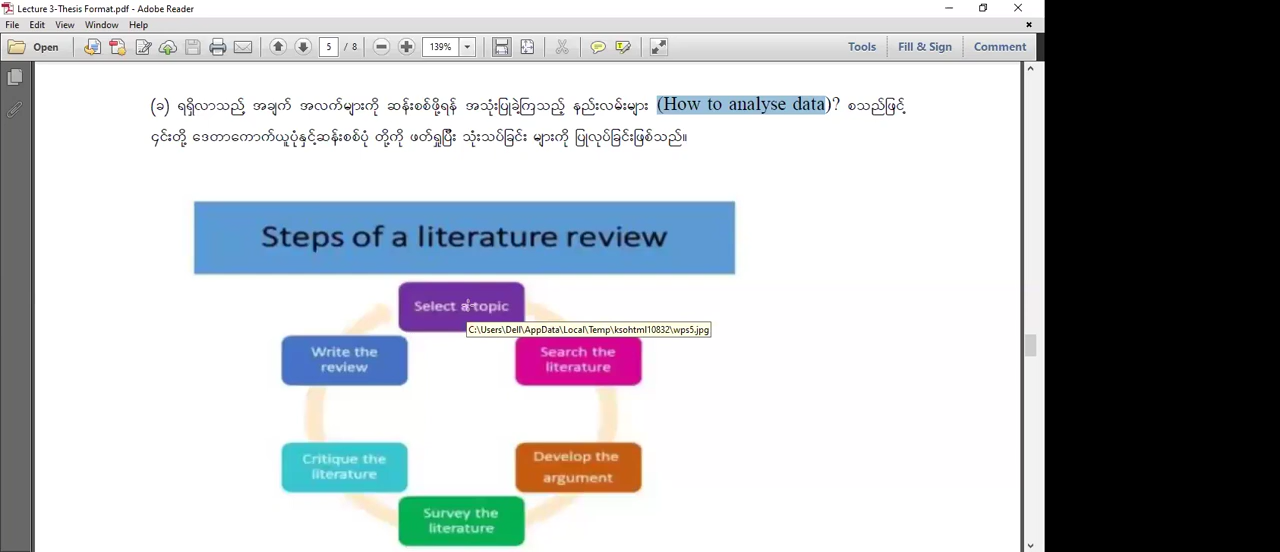 Lecture 3-Thesis Format.pdf - Adobe Reader
File Edit View Window Help
Open 5 / 8 139% Tools Fill & Sign Comment
(ခ) ရရှိလာသည့် အချက် အလက်များကို ဆန်းစစ်ဖို့ရန် အသုံးပြုခဲ့ကြသည့် နည်းလမ်းများ (How to analyse data)? စသည်ဖြင့်
၄င်းတို့ ဒေတာကောက်ယူပုံနှင့်ဆန်းစစ်ပုံ တို့ကို ဖတ်ရှုပြီး သုံးသပ်ခြင်း များကို ပြုလုပ်ခြင်းဖြစ်သည်။
Steps of a literature review
Select a topic
C:\Users\Dell\AppData\Local\Temp\ksohtml10832\wps5.jpg
Write the
review
Search the
literature
Critique the
literature
Develop the
argument
Survey the
literature